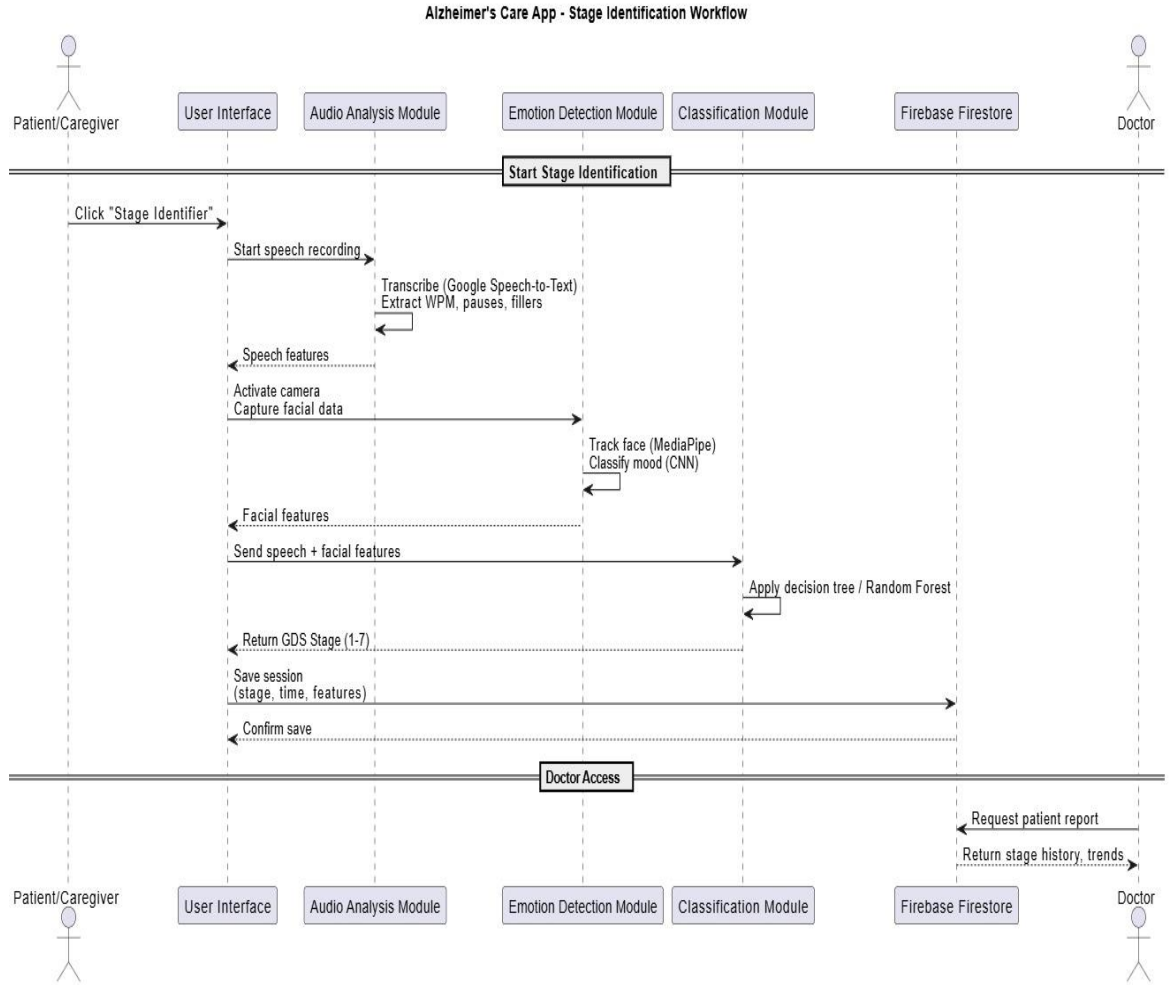 Alzheimer's Care App - Stage Identification Workflow
Patient/Caregiver
User Interface
Audio Analysis Module
Emotion Detection Module
Classification Module
Firebase Firestore
Doctor
Start Stage Identification
Click "Stage Identifier"
Start speech recording
Transcribe (Google Speech-to-Text)
Extract WPM, pauses, fillers
Speech features
Activate camera
Capture facial data
Track face (MediaPipe)
Classify mood (CNN)
Facial features
Send speech + facial features
Apply decision tree / Random Forest
Return GDS Stage (1-7)
Save session
(stage, time, features)
Confirm save
Doctor Access
Request patient report
Return stage history, trends
Patient/Caregiver
User Interface
Audio Analysis Module
Emotion Detection Module
Classification Module
Firebase Firestore
Doctor